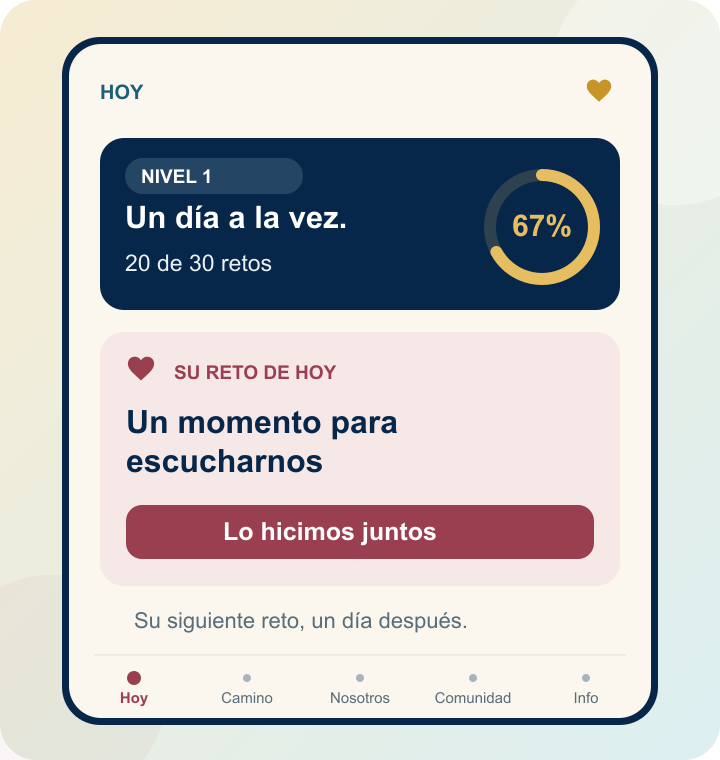 HOY
NIVEL 1
Un día a la vez.
20 de 30 retos
67%
SU RETO DE HOY
Un momento para
escucharnos
Lo hicimos juntos
Su siguiente reto, un día después.
Hoy
Camino
Nosotros
Comunidad
Info